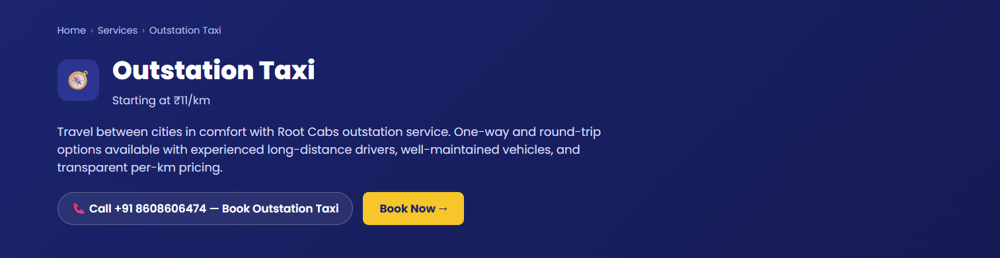 Home › Services › Outstation Taxi
Outstation Taxi
Starting at ₹11/km
Travel between cities in comfort with Root Cabs outstation service. One-way and round-trip
options available with experienced long-distance drivers, well-maintained vehicles, and
transparent per-km pricing.
Call +91 8608606474 — Book Outstation Taxi
Book Now →